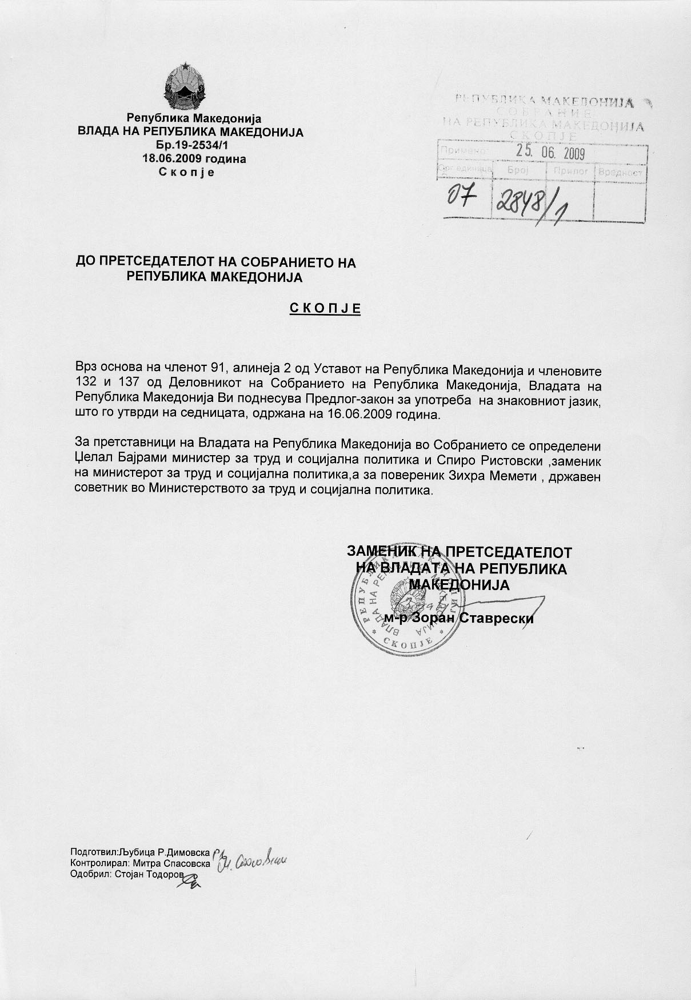 Република Македонија
ВЛАДА НА РЕПУБЛИКА МАКЕДОНИЈА
Бр.19-2534/1
18.06.2009 година
С к о п ј е
РЕПУБЛИКА МАКЕДОНИЈА
СОБРАНИЕ
НА РЕПУБЛИКА МАКЕДОНИЈА
СКОПЈЕ
Примено: 25. 06. 2009
Орг единица Број Прилог Вредност
07 2848/1
ДО ПРЕТСЕДАТЕЛОТ НА СОБРАНИЕТО НА
РЕПУБЛИКА МАКЕДОНИЈА
С К О П Ј Е
Врз основа на членот 91, алинеја 2 од Уставот на Република Македонија и членовите
132 и 137 од Деловникот на Собранието на Република Македонија, Владата на
Република Македонија Ви поднесува Предлог-закон за употреба на знаковниот јазик,
што го утврди на седницата, одржана на 16.06.2009 година.
За претставници на Владата на Република Македонија во Собранието се определени
Џелал Бајрами министер за труд и социјална политика и Спиро Ристовски ,заменик
на министерот за труд и социјална политика,а за повереник Зихра Мемети , државен
советник во Министерството за труд и социјална политика.
ЗАМЕНИК НА ПРЕТСЕДАТЕЛОТ
НА ВЛАДАТА НА РЕПУБЛИКА
МАКЕДОНИЈА
м-р Зоран Ставрески
РЕПУБЛИКА МАКЕДОНИЈА
ВЛАДА НА РЕПУБЛИКА МАКЕДОНИЈА
* СКОПЈЕ *
Подготвил:Љубица Р.Димовска
Контролирал: Митра Спасовска
Одобрил: Стојан Тодоров